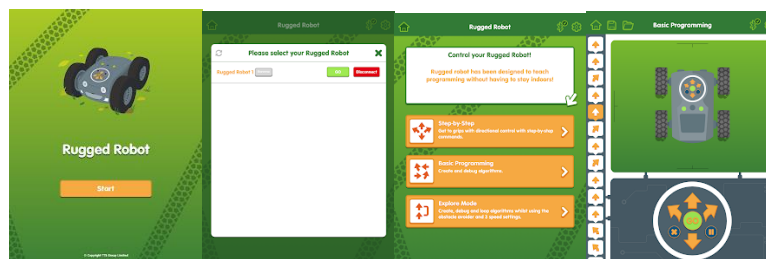 Rugged Robot
Start
© Copyright TTS Group Limited
Rugged Robot
Please select your Rugged Robot
Rugged Robot 1
GO
Disconnect
Rugged Robot
Control your Rugged Robot!
Rugged robot has been designed to teach
programming without having to stay indoors!
Step-by Step
Get to grips with directional control with step-by-step
commands.
Basic Programming
Create and debug algorithms.
Explore Mode
Create, debug and loop algorithms whilst using the
obstacle avoider and 3 speed settings.
Basic Programming
GO